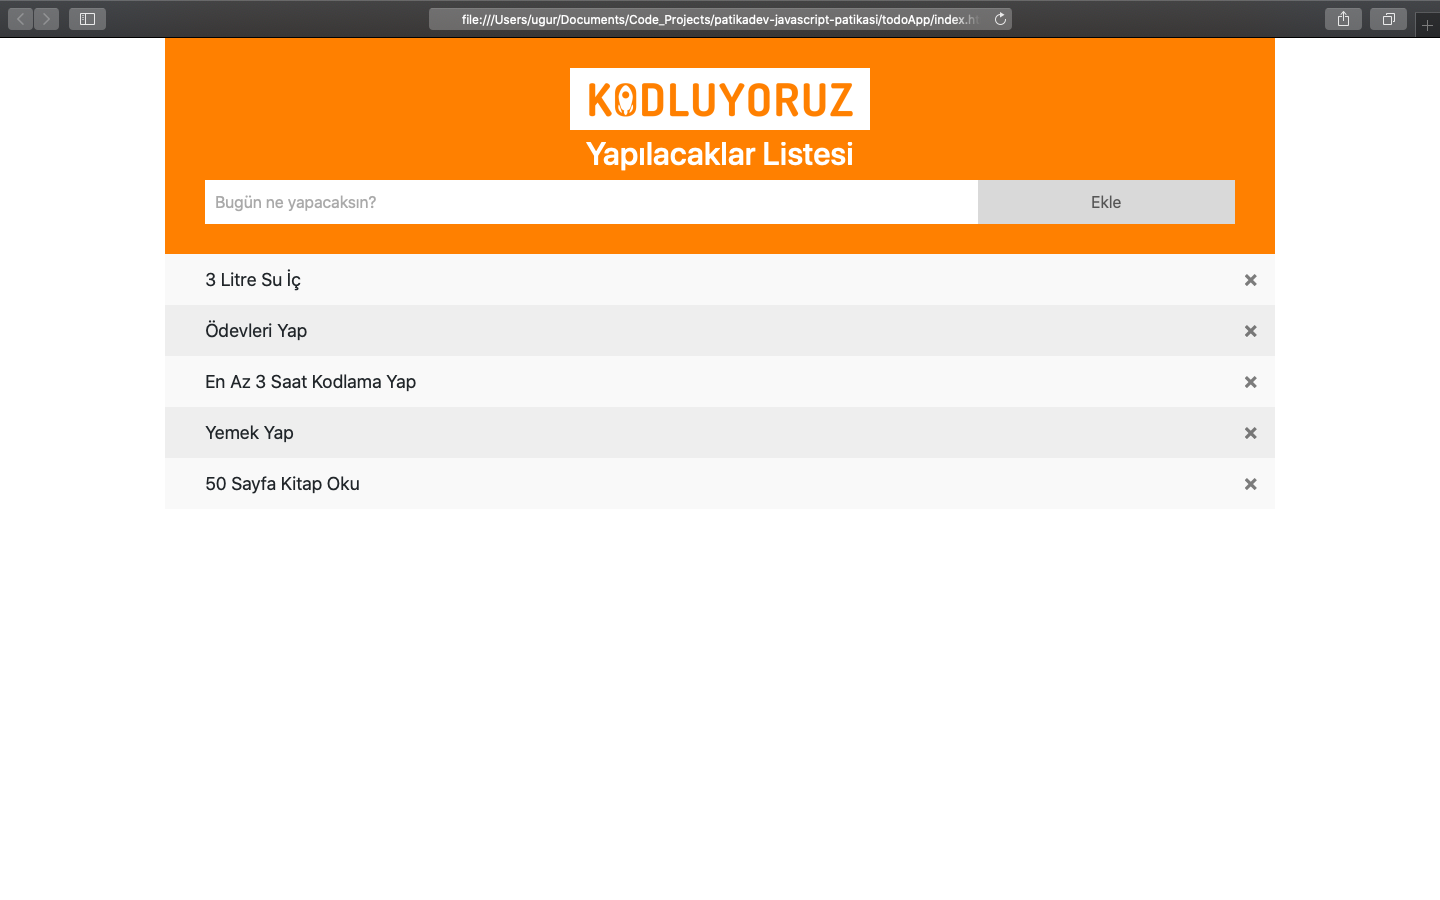 file:///Users/ugur/Documents/Code_Projects/patikadev-javascript-patikasi/todoApp/index.ht
KODLUYORUZ
Yapılacaklar Listesi
Bugün ne yapacaksın?
Ekle
3 Litre Su İç
Ödevleri Yap
En Az 3 Saat Kodlama Yap
Yemek Yap
50 Sayfa Kitap Oku